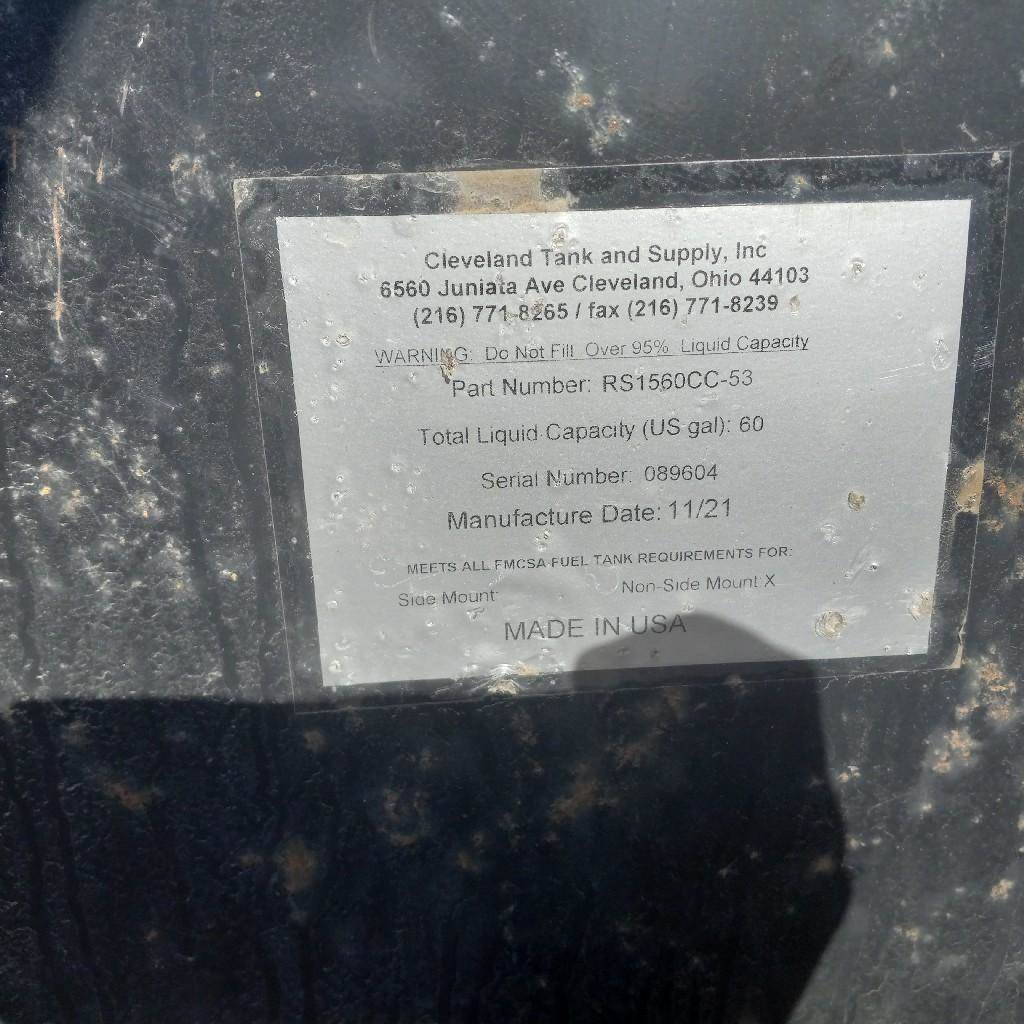 Cleveland Tank and Supply, Inc
6560 Juniata Ave Cleveland, Ohio 44103
(216) 771-8265 / fax (216) 771-8239
WARNING: Do Not Fill Over 95% Liquid Capacity
Part Number: RS1560CC-53
Total Liquid Capacity (US gal): 60
Serial Number: 089604
Manufacture Date: 11/21
MEETS ALL FMCSA FUEL TANK REQUIREMENTS FOR:
Side Mount: Non-Side Mount:X
MADE IN USA